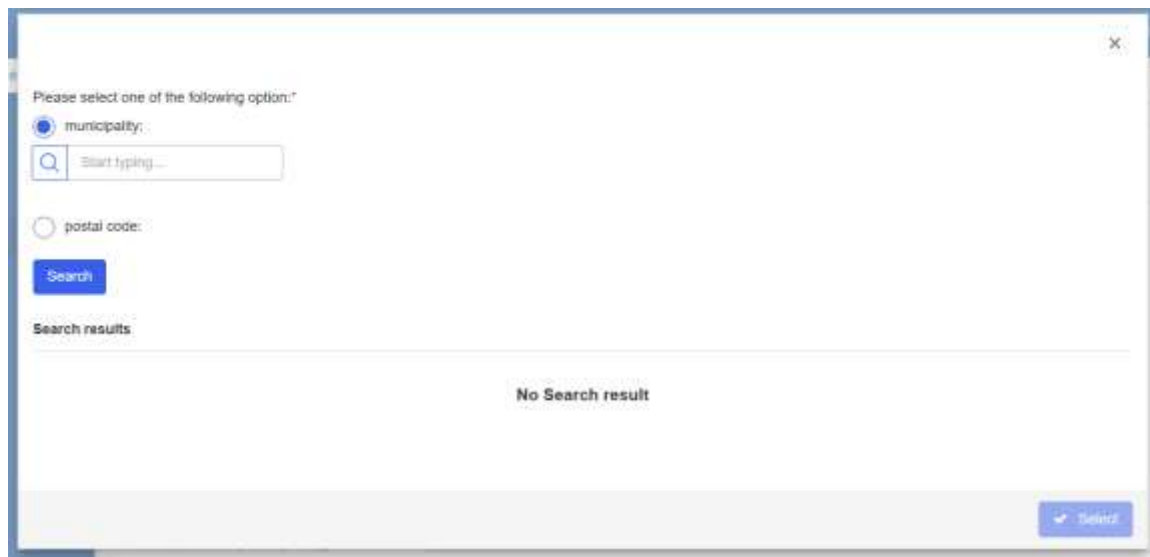 Please select one of the following option:*
municipality:
Start typing...
postal code:
Search
Search results
No Search result
Select